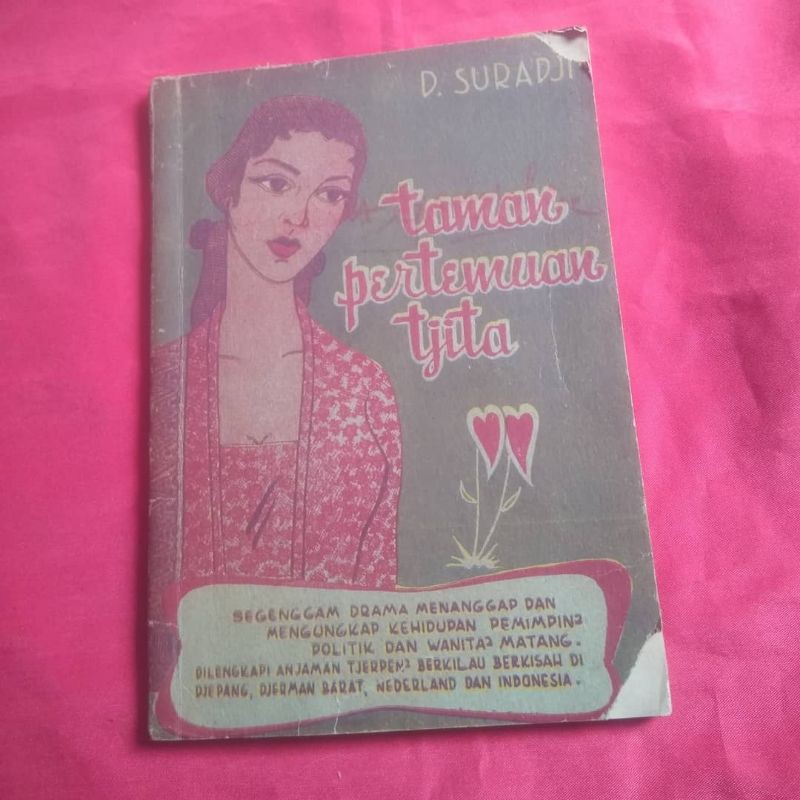 D. SURADJI
taman
pertemuan
tjita
SEGENGGAM DRAMA MENANGGAP DAN
MENGUNGKAP KEHIDUPAN PEMIMPIN2
POLITIK DAN WANITA2 MATANG.
DILENGKAPI ANJAMAN TJERPEN2 BERKILAU BERKISAH DI
DJEPANG, DJERMAN BARAT, NEDERLAND DAN INDONESIA.